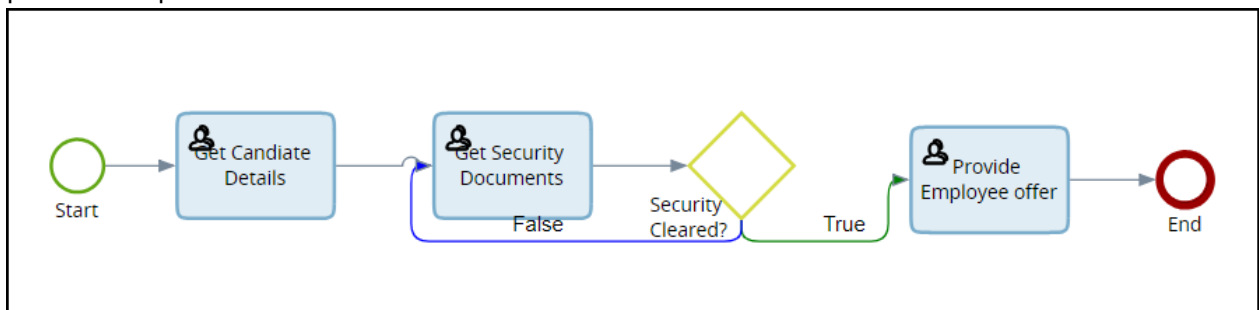 Start
Get Candiate
Details
Get Security
Documents
False
Security
Cleared?
True
Provide
Employee offer
End